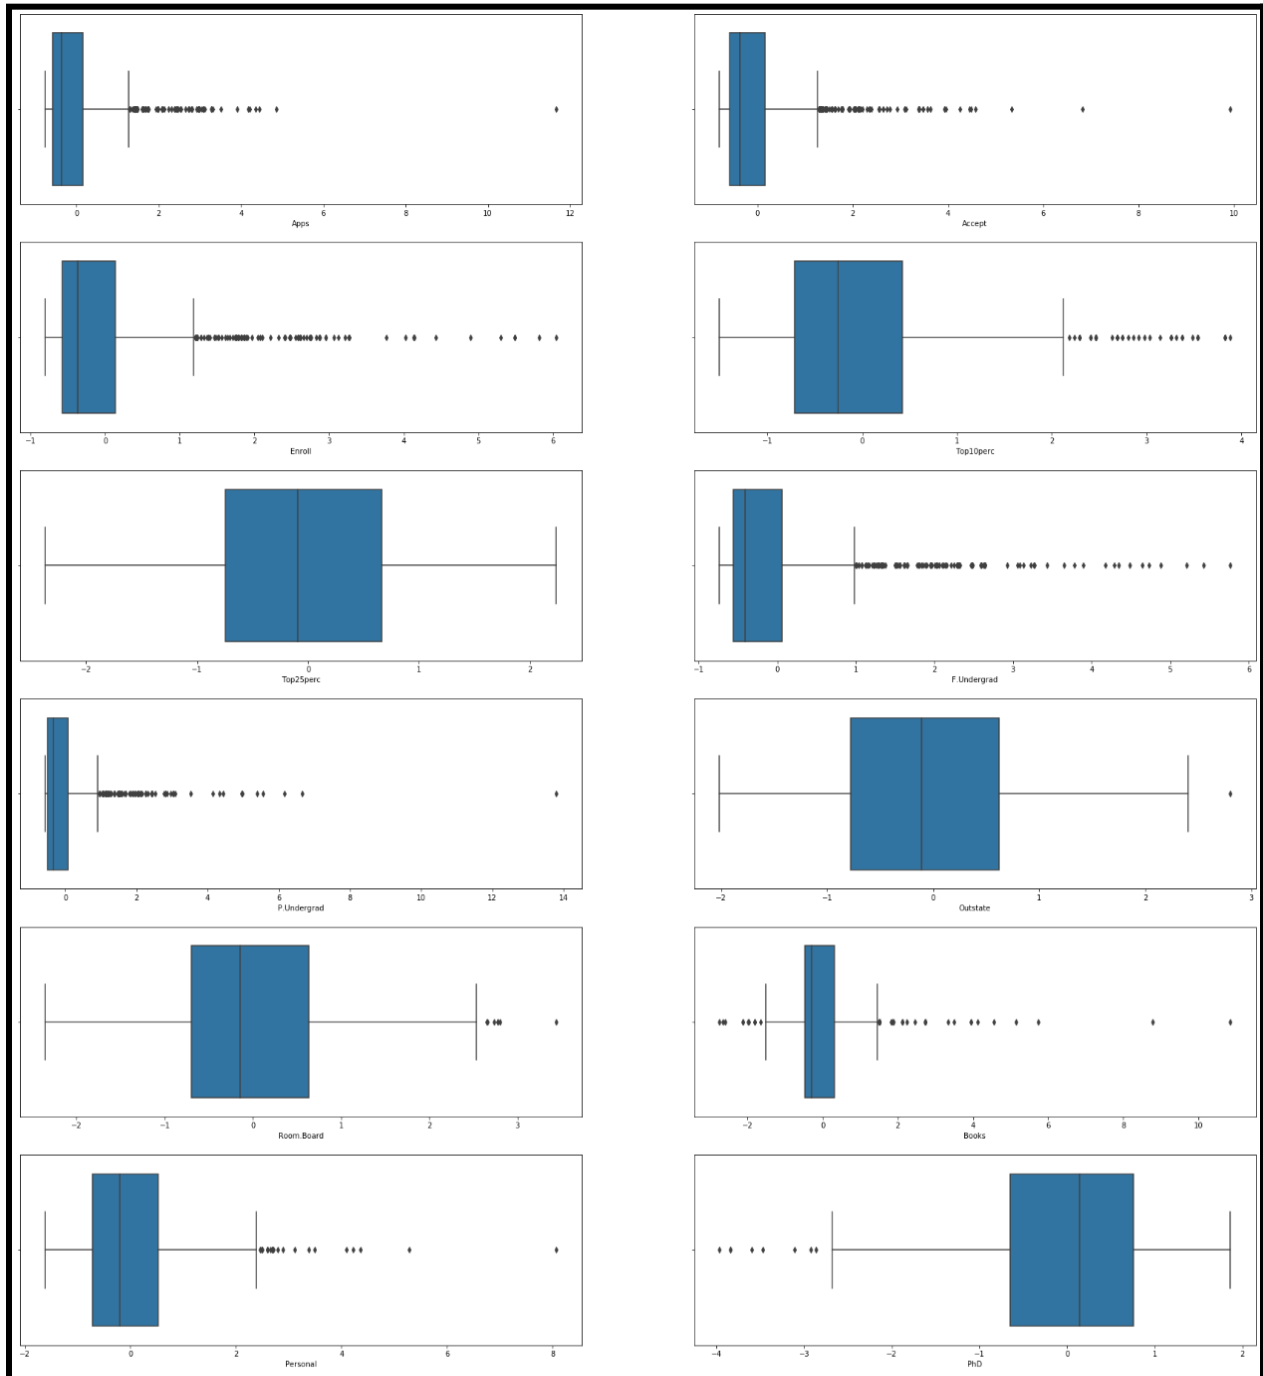 0 2 4 6 8 10 12
Apps
0 2 4 6 8 10
Accept
−1 0 1 2 3 4 5 6
Enroll
−1 0 1 2 3 4
Top10perc
−2 −1 0 1 2
Top25perc
−1 0 1 2 3 4 5 6
F.Undergrad
0 2 4 6 8 10 12 14
P.Undergrad
−2 −1 0 1 2 3
Outstate
−2 −1 0 1 2 3
Room.Board
−2 0 2 4 6 8 10
Books
−2 0 2 4 6 8
Personal
−4 −3 −2 −1 0 1 2
PhD